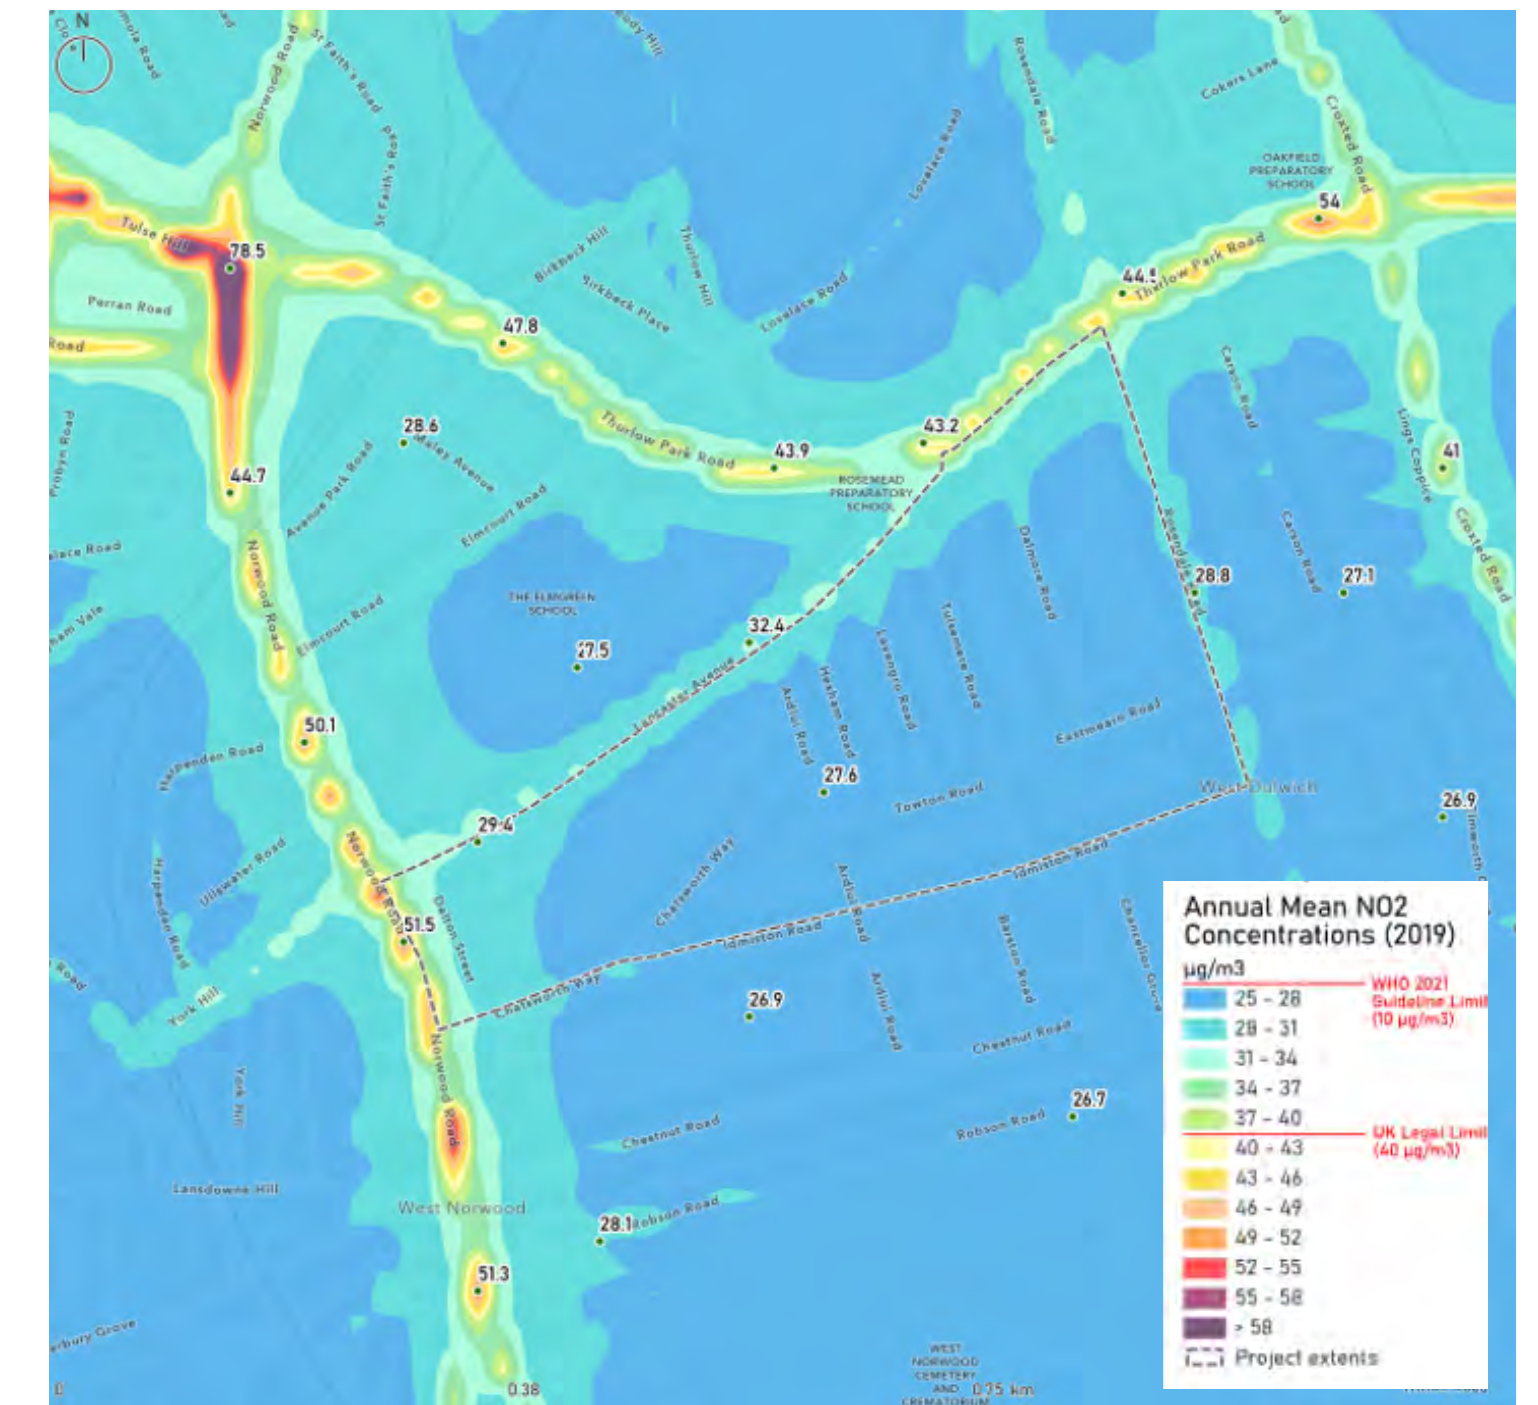 N
Norwood Road
St Faith's Road
St Faith's Road
Rosendale Road
Cokers Lane
Croxted Road
Lovelace Road
OAKFIELD
PREPARATORY
SCHOOL
54
Tulse Hill
78.5
Birkbeck Hill
Birkbeck Place
Thurlow Hill
Lovelace Road
44.5
Thurlow Park Road
Perran Road
Road
47.8
Carson Road
28.6
Maley Avenue
Avenue Park Road
Elmcourt Road
Thurlow Park Road
43.9
43.2
ROSEMEAD
PREPARATORY
SCHOOL
Lings Coppice
41
Croxted Road
Probyn Road
44.7
Norwood Road
Elmcourt Road
THE ELMGREEN
SCHOOL
27.5
32.4
Lancaster Avenue
Dalmore Road
Tulsemere Road
Lavengro Road
Hexham Road
Ardlui Road
Rosendale Road
28.8
Carson Road
27.1
Eastmearn Road
50.1
Harpenden Road
27.6
Towton Road
West Dulwich
26.9
29.4
Ullswater Road
Harpenden Road
Norwood Road
51.5
Dalton Street
Chatsworth Way
Ardlui Road
Idmiston Road
Idmiston Road
Barston Road
York Hill
Chatsworth Way
26.9
Ardlui Road
Chestnut Road
York Hill
Norwood Road
Chestnut Road
Robson Road
26.7
Lansdowne Hill
West Norwood
28.1
Robson Road
51.3
WEST
NORWOOD
CEMETERY
AND
CREMATORIUM
0
0.38
0.75 km
Annual Mean NO2
Concentrations (2019)
µg/m3
WHO 2021
Guideline Limit
(10 µg/m3)
25 - 28
28 - 31
31 - 34
34 - 37
37 - 40
UK Legal Limit
(40 µg/m3)
40 - 43
43 - 46
46 - 49
49 - 52
52 - 55
55 - 58
> 58
Project extents